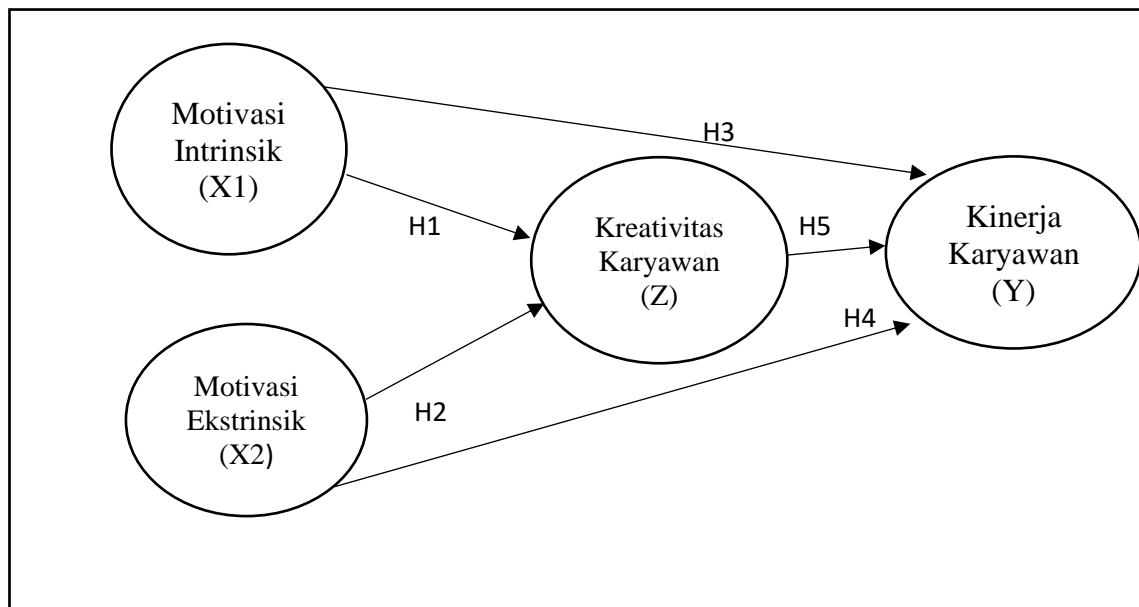 Motivasi
Intrinsik
(X1)
H3
H1
Kreativitas
Karyawan
(Z)
H5
Kinerja
Karyawan
(Y)
Motivasi
Ekstrinsik
(X2)
H2
H4